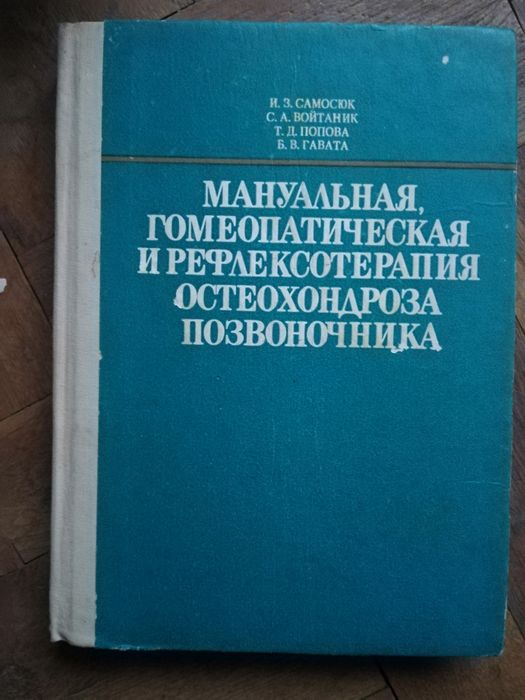 И. З. САМОСЮК
С. А. ВОЙТАНИК
Т. Д. ПОПОВА
Б. В. ГАВАТА
МАНУАЛЬНАЯ,
ГОМЕОПАТИЧЕСКАЯ
И РЕФЛЕКСОТЕРАПИЯ
ОСТЕОХОНДРОЗА
ПОЗВОНОЧНИКА